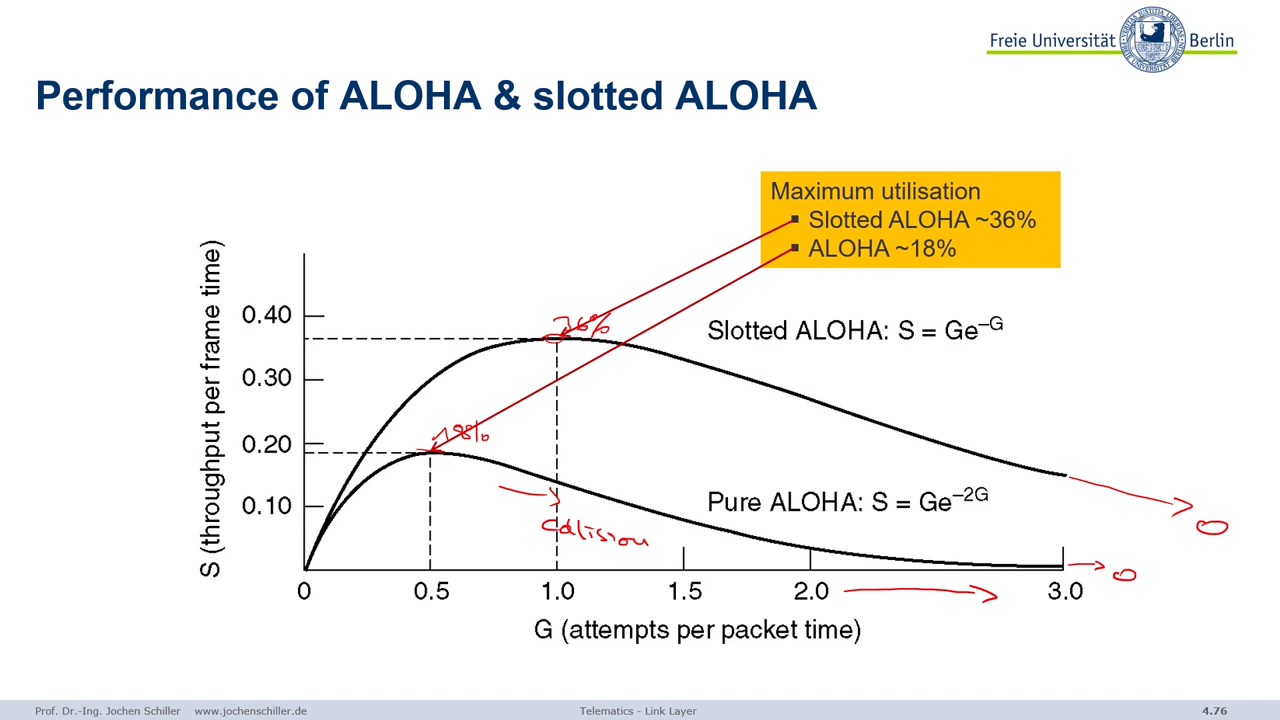 Freie Universität Berlin
Performance of ALOHA & slotted ALOHA
Maximum utilisation
▪ Slotted ALOHA ~36%
▪ ALOHA ~18%
S (throughput per frame time)
0.40
0.30
0.20
0.10
36%
~18%
Slotted ALOHA: S = Ge⁻ᴳ
Pure ALOHA: S = Ge⁻²ᴳ
Collision
0
0
0 0.5 1.0 1.5 2.0 3.0
G (attempts per packet time)
Prof. Dr.-Ing. Jochen Schiller www.jochenschiller.de Telematics - Link Layer 4.76